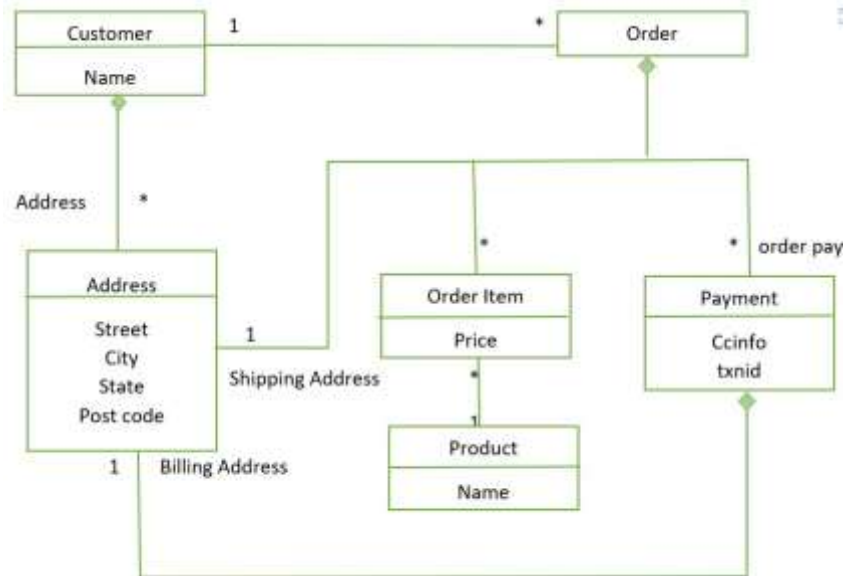 Customer
1
*
Order
Name
Address
*
Address
Street
City
State
Post code
1
Shipping Address
*
Order Item
Price
*
1
Product
Name
*
order pay
Payment
Ccinfo
txnid
1
Billing Address